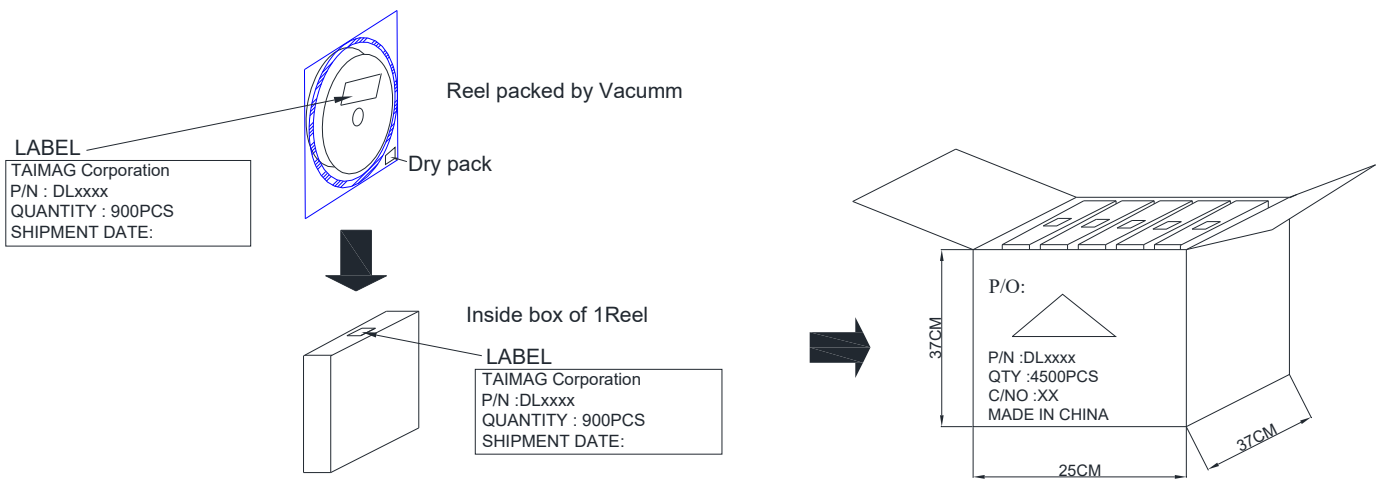 Reel packed by Vacumm
LABEL
TAIMAG Corporation
P/N : DLxxxx
QUANTITY : 900PCS
SHIPMENT DATE:
Dry pack
Inside box of 1Reel
LABEL
TAIMAG Corporation
P/N :DLxxxx
QUANTITY : 900PCS
SHIPMENT DATE:
P/O:
P/N :DLxxxx
QTY :4500PCS
C/NO :XX
MADE IN CHINA
37CM
25CM
37CM